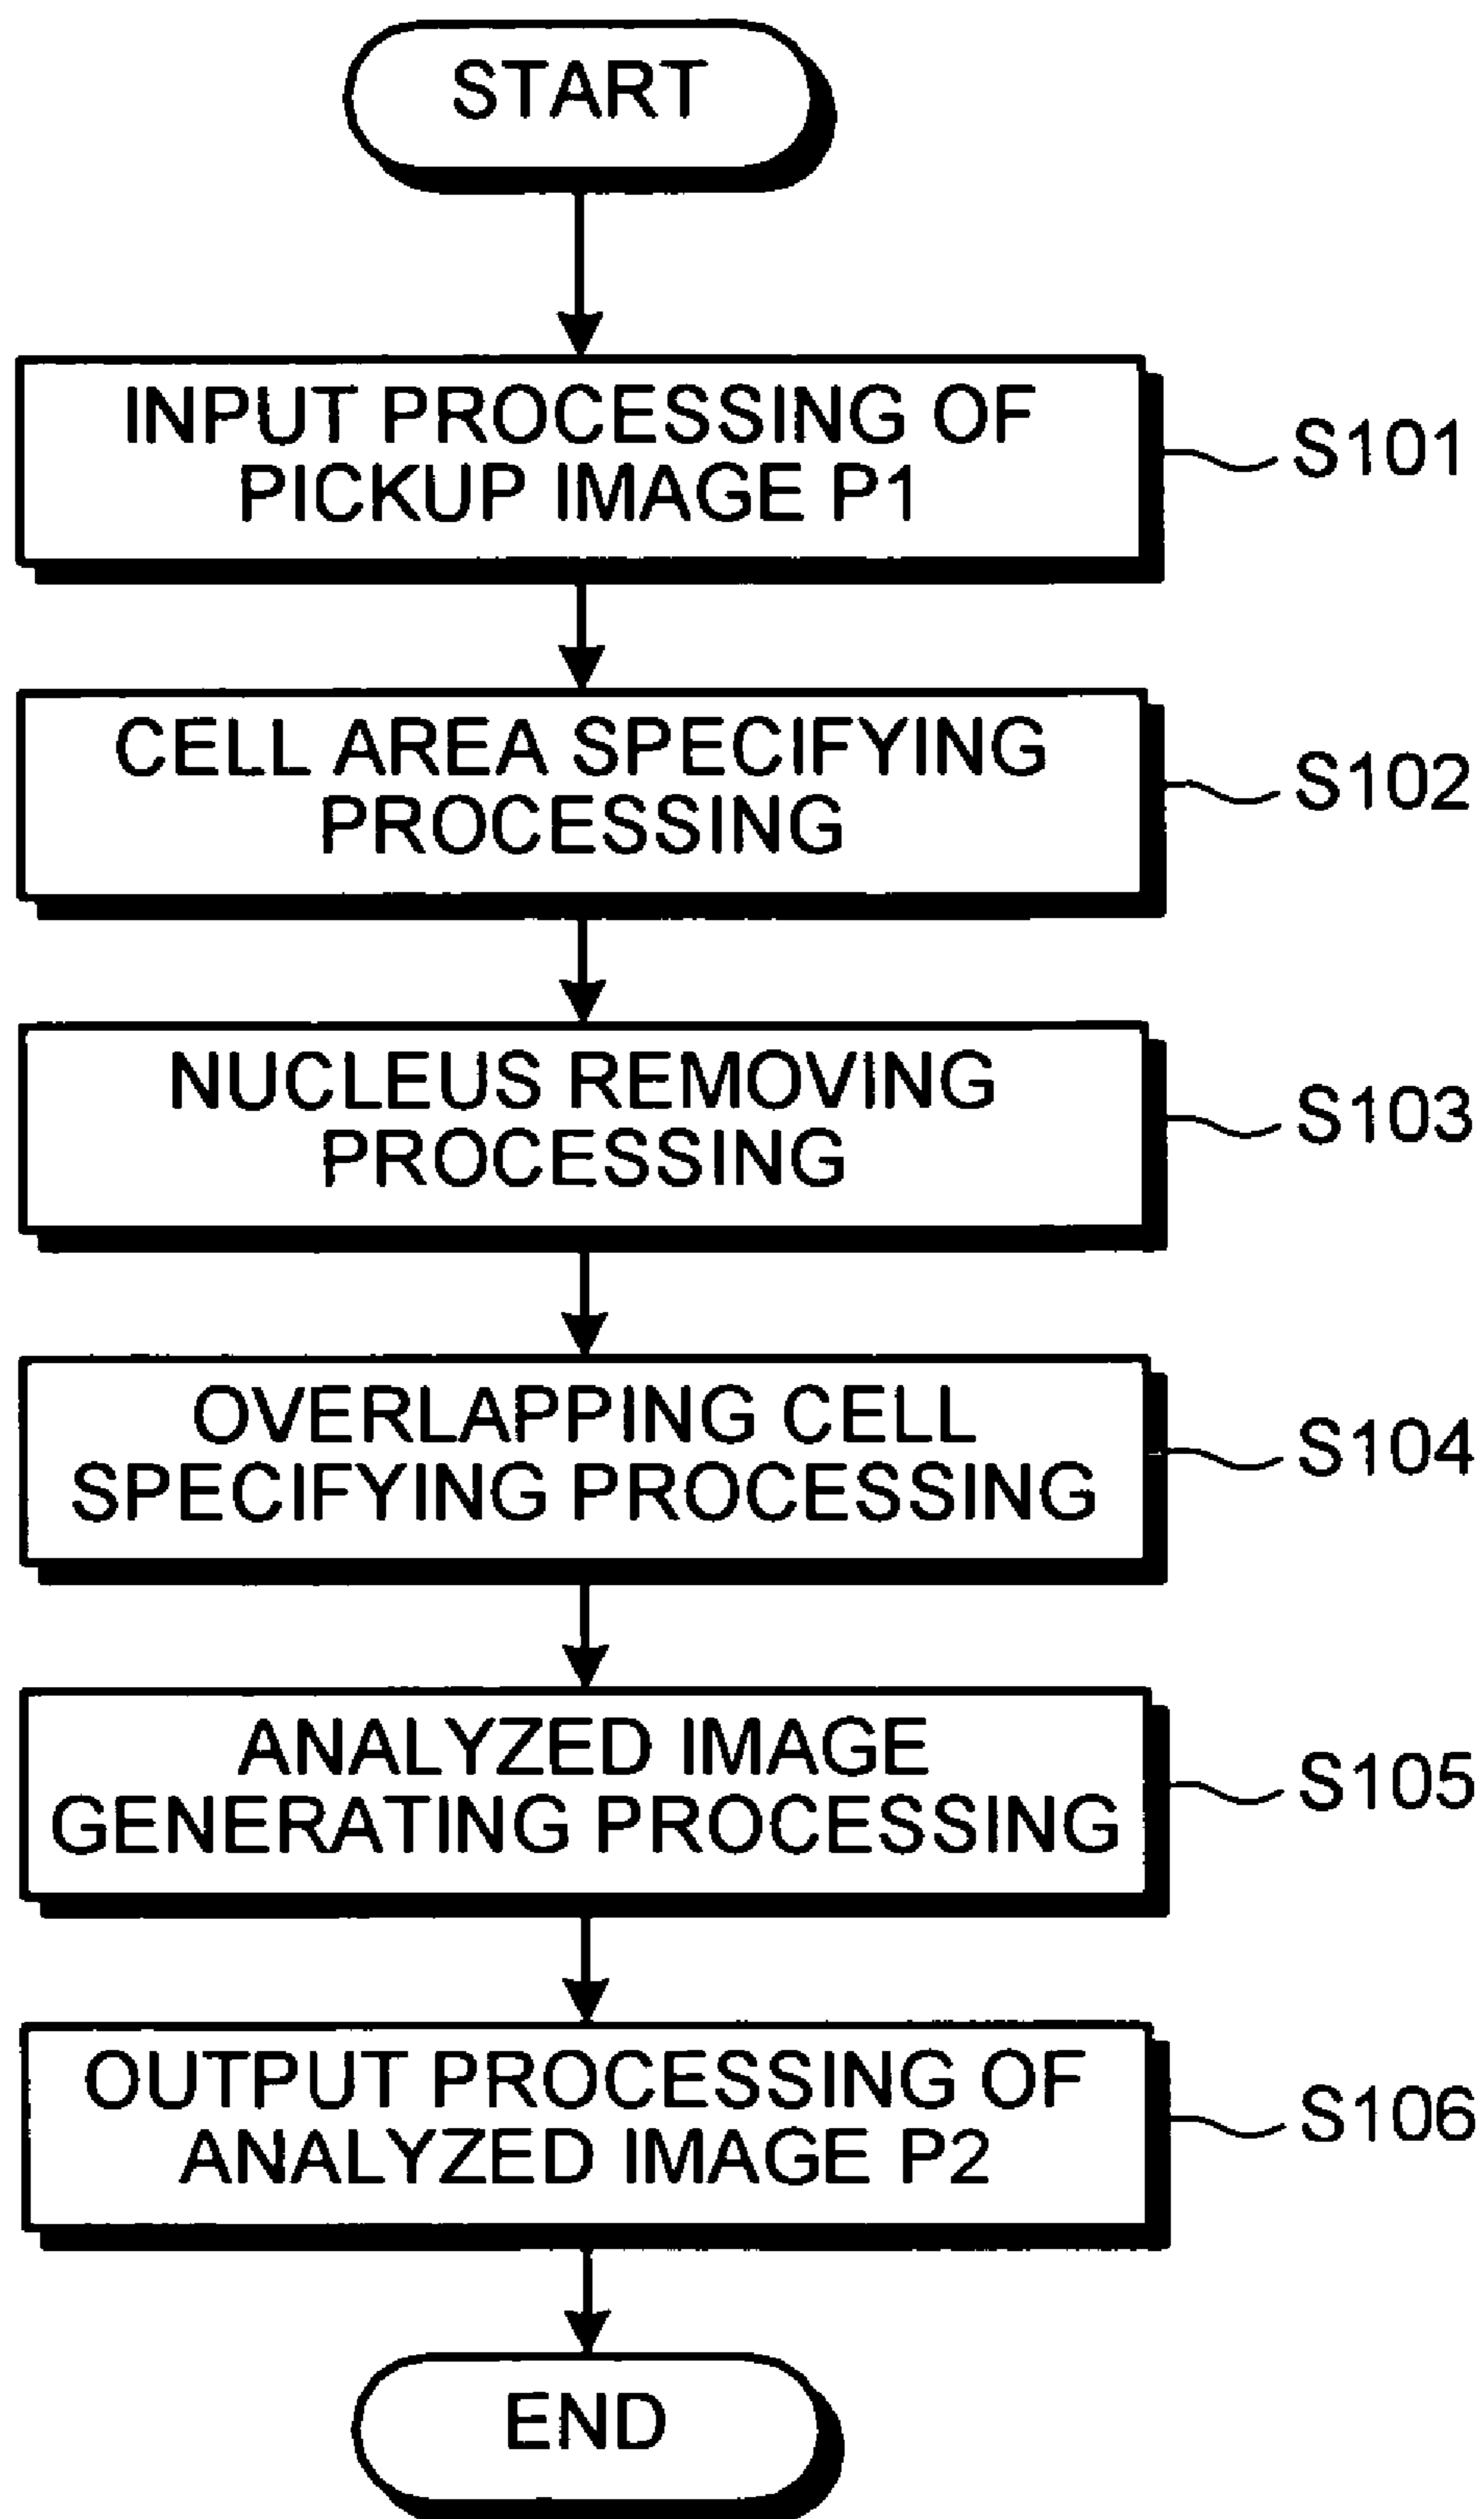 START
INPUT PROCESSING OF
PICKUP IMAGE P1
S101
CELL AREA SPECIFYING
PROCESSING
S102
NUCLEUS REMOVING
PROCESSING
S103
OVERLAPPING CELL
SPECIFYING PROCESSING
S104
ANALYZED IMAGE
GENERATING PROCESSING
S105
OUTPUT PROCESSING OF
ANALYZED IMAGE P2
S106
END